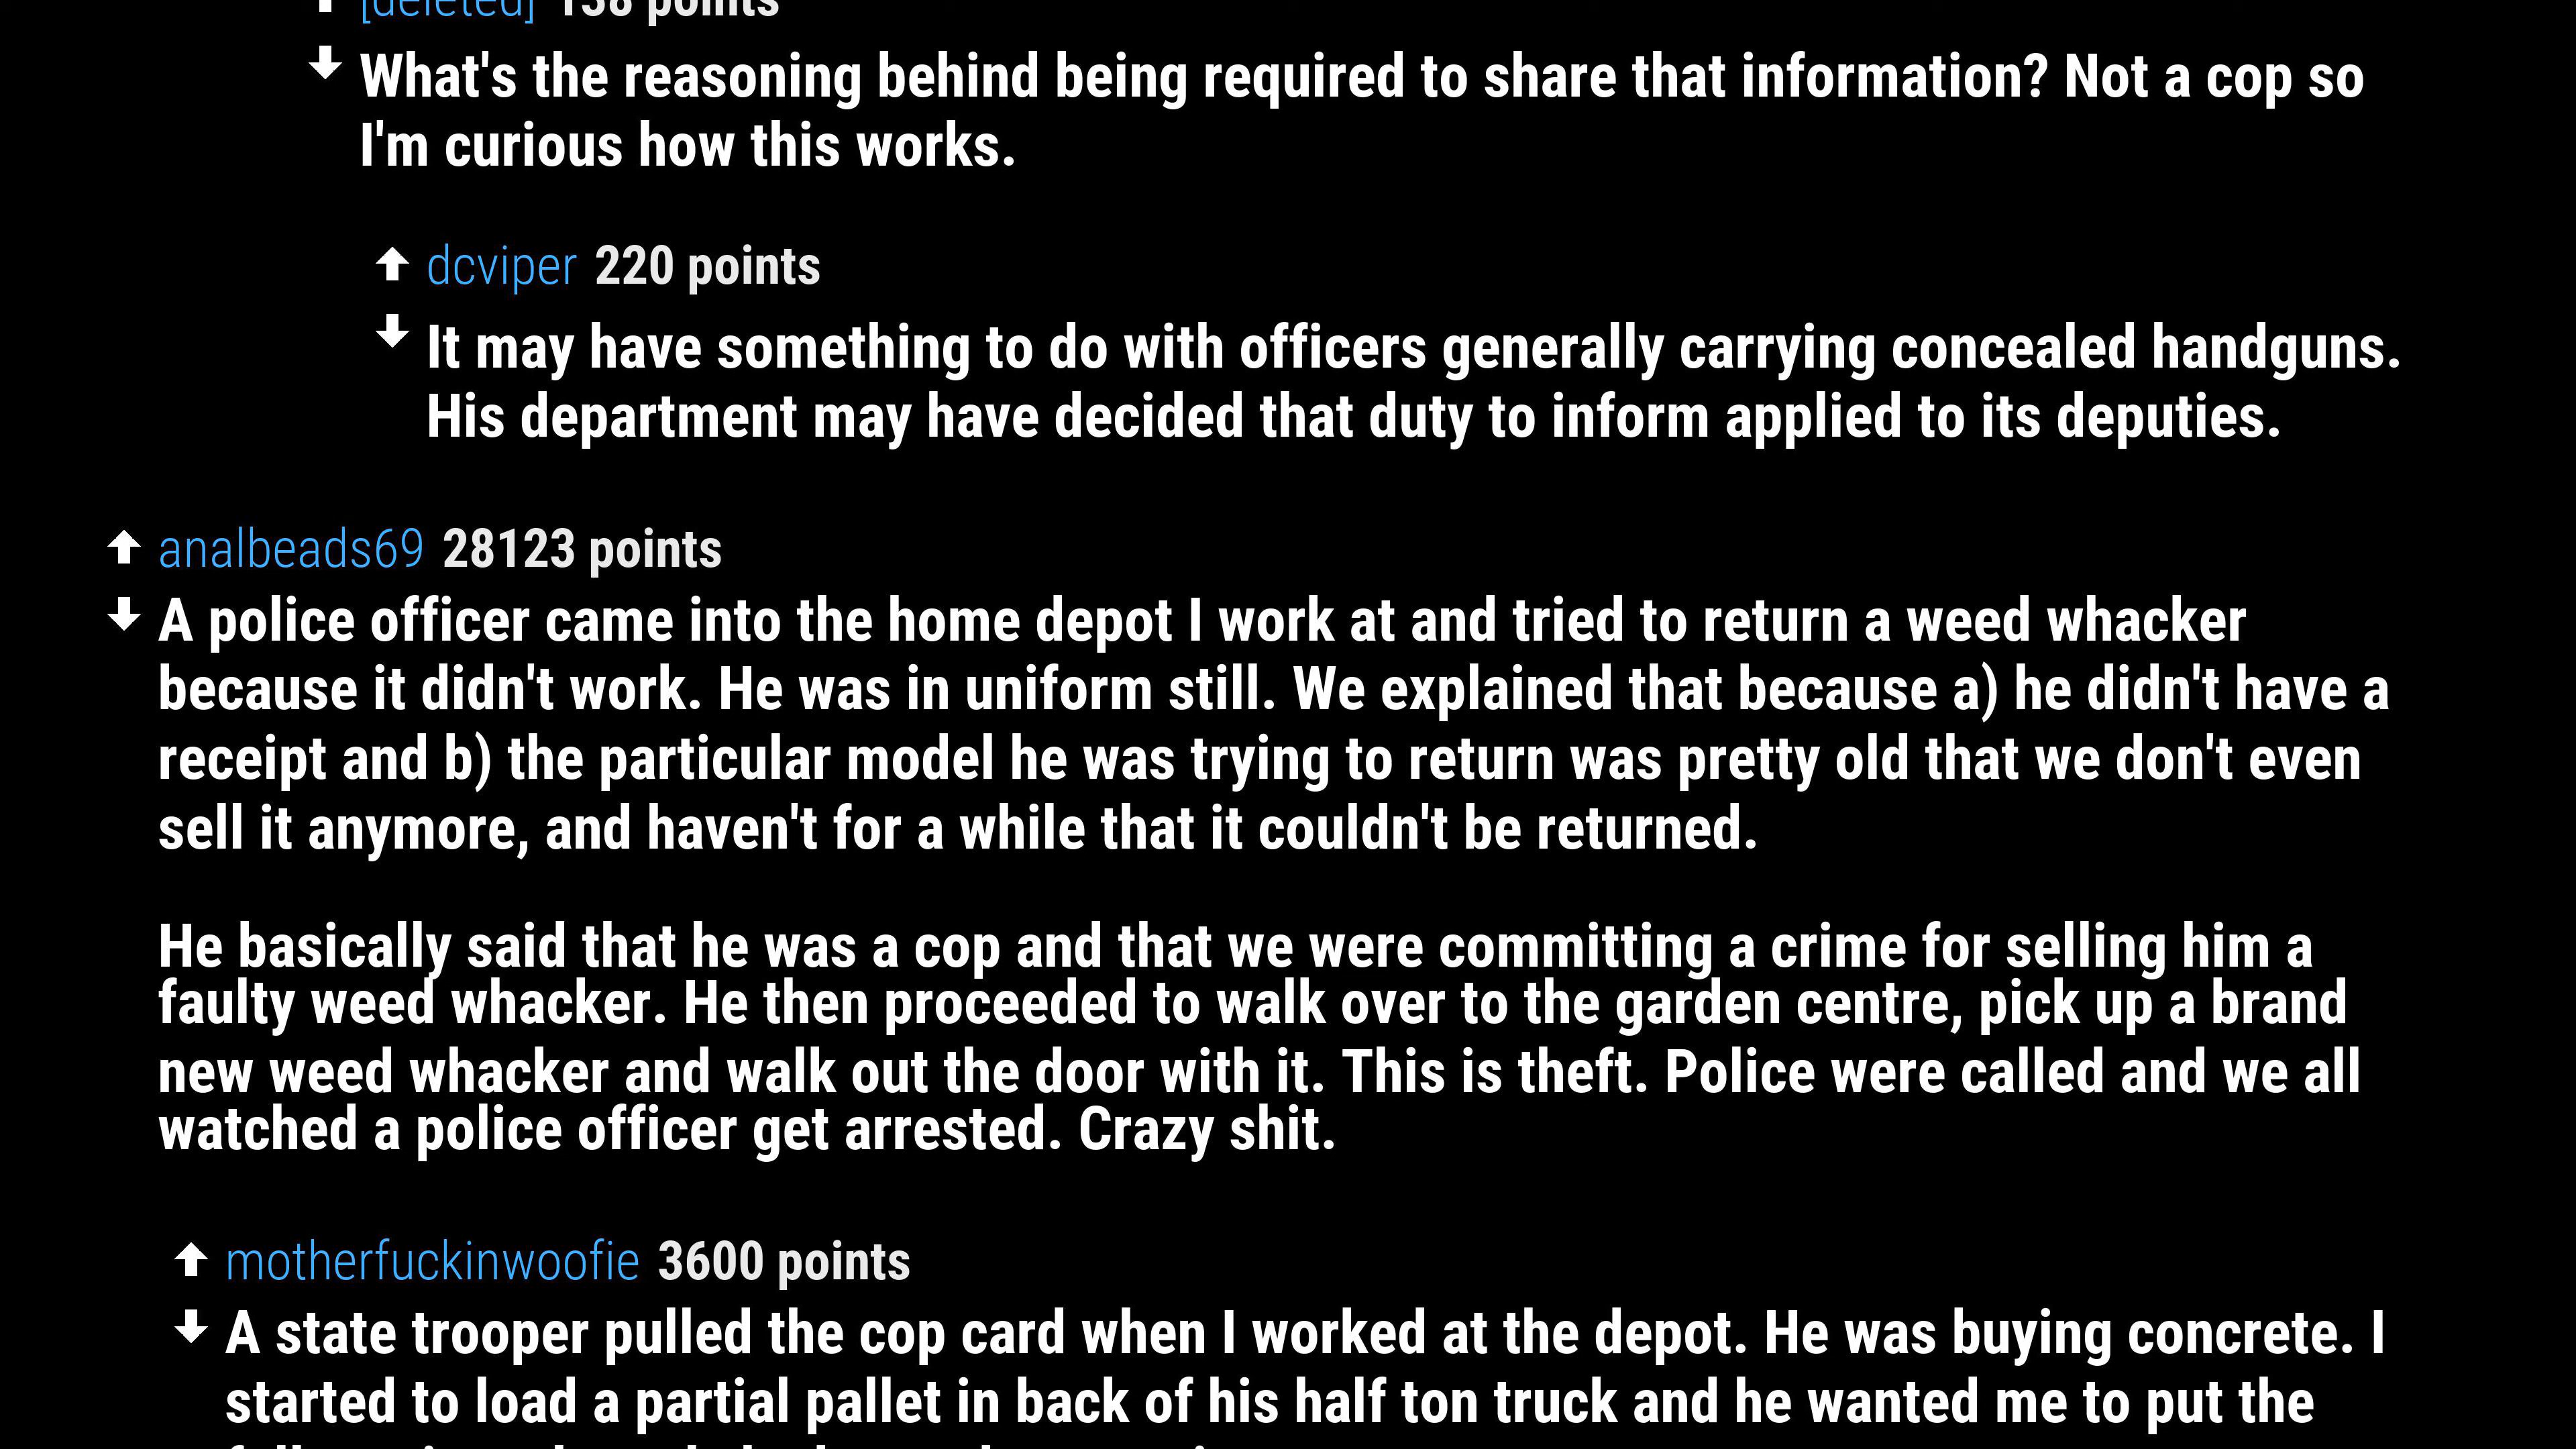 [deleted] 138 points
What's the reasoning behind being required to share that information? Not a cop so
I'm curious how this works.
dcviper 220 points
It may have something to do with officers generally carrying concealed handguns.
His department may have decided that duty to inform applied to its deputies.
analbeads69 28123 points
A police officer came into the home depot I work at and tried to return a weed whacker
because it didn't work. He was in uniform still. We explained that because a) he didn't have a
receipt and b) the particular model he was trying to return was pretty old that we don't even
sell it anymore, and haven't for a while that it couldn't be returned.
He basically said that he was a cop and that we were committing a crime for selling him a
faulty weed whacker. He then proceeded to walk over to the garden centre, pick up a brand
new weed whacker and walk out the door with it. This is theft. Police were called and we all
watched a police officer get arrested. Crazy shit.
motherfuckinwoofie 3600 points
A state trooper pulled the cop card when I worked at the depot. He was buying concrete. I
started to load a partial pallet in back of his half ton truck and he wanted me to put the